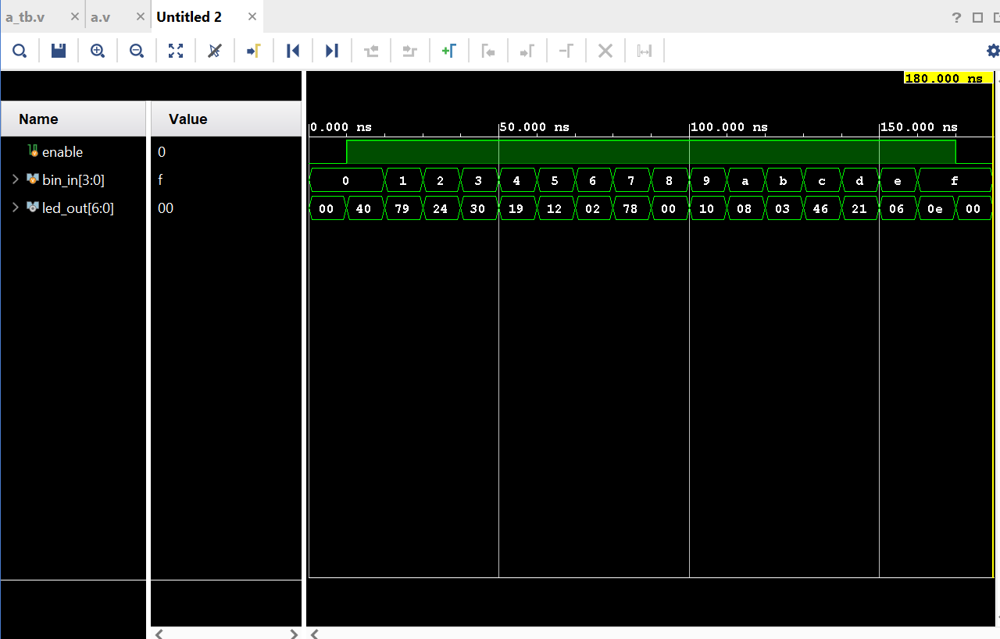 a_tb.v × a.v × Untitled 2 ×
?
180.000 ns
Name Value
0.000 ns 50.000 ns 100.000 ns 150.000 ns
enable 0
bin_in[3:0] f 0 1 2 3 4 5 6 7 8 9 a b c d e f
led_out[6:0] 00 00 40 79 24 30 19 12 02 78 00 10 08 03 46 21 06 0e 00